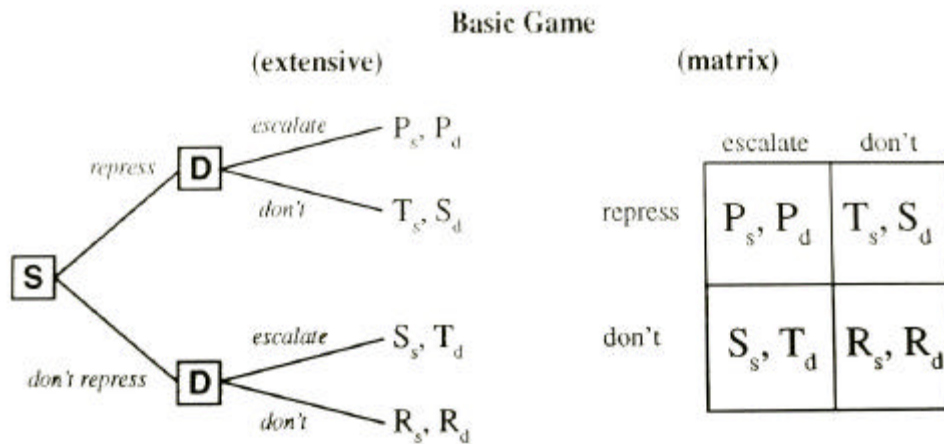 Basic Game
(extensive) (matrix)
escalate P_s, P_d
repress D
don't T_s, S_d
S
escalate S_s, T_d
don't repress D
don't R_s, R_d
escalate don't
repress P_s, P_d T_s, S_d
don't S_s, T_d R_s, R_d